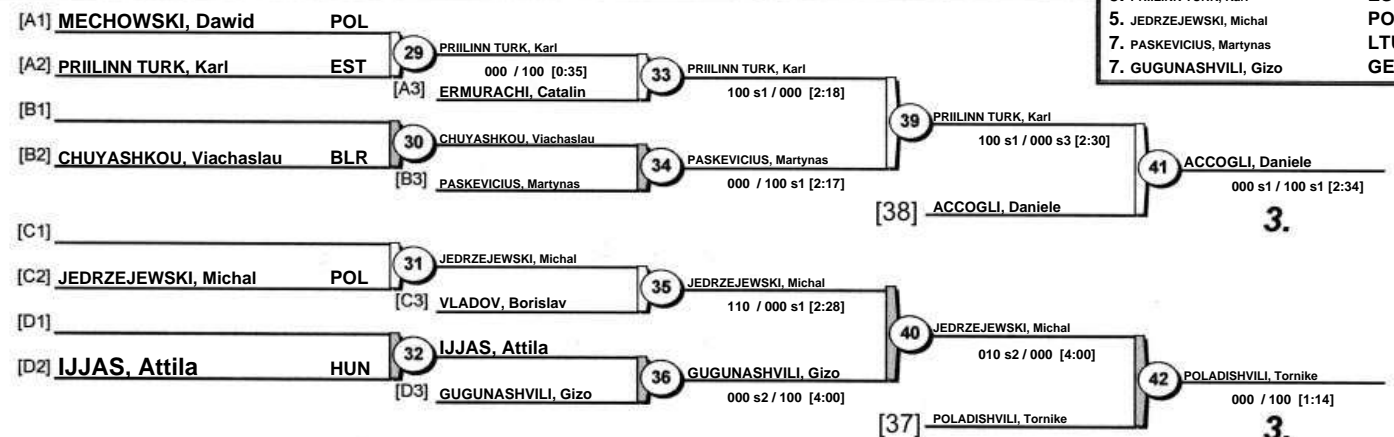 [A1] MECHOWSKI, Dawid POL
5. JEDRZEJEWSKI, Michal PO
29 PRIILINN TURK, Karl
7. PASKEVICIUS, Martynas LTU
[A2] PRIILINN TURK, Karl EST
000 / 100 [0:35]
33 PRIILINN TURK, Karl
7. GUGUNASHVILI, Gizo GE
[A3] ERMURACHI, Catalin
100 s1 / 000 [2:18]
[B1]
39 PRIILINN TURK, Karl
30 CHUYASHKOU, Viachaslau
100 s1 / 000 s3 [2:30]
[B2] CHUYASHKOU, Viachaslau BLR
34 PASKEVICIUS, Martynas
41 ACCOGLI, Daniele
[B3] PASKEVICIUS, Martynas
000 / 100 s1 [2:17]
000 s1 / 100 s1 [2:34]
[38] ACCOGLI, Daniele
3.
[C1]
31 JEDRZEJEWSKI, Michal
[C2] JEDRZEJEWSKI, Michal POL
35 JEDRZEJEWSKI, Michal
[C3] VLADOV, Borislav
110 / 000 s1 [2:28]
[D1]
40 JEDRZEJEWSKI, Michal
32 IJJAS, Attila
010 s2 / 000 [4:00]
[D2] IJJAS, Attila HUN
36 GUGUNASHVILI, Gizo
42 POLADISHVILI, Tornike
[D3] GUGUNASHVILI, Gizo
000 s2 / 100 [4:00]
000 / 100 [1:14]
[37] POLADISHVILI, Tornike
3.